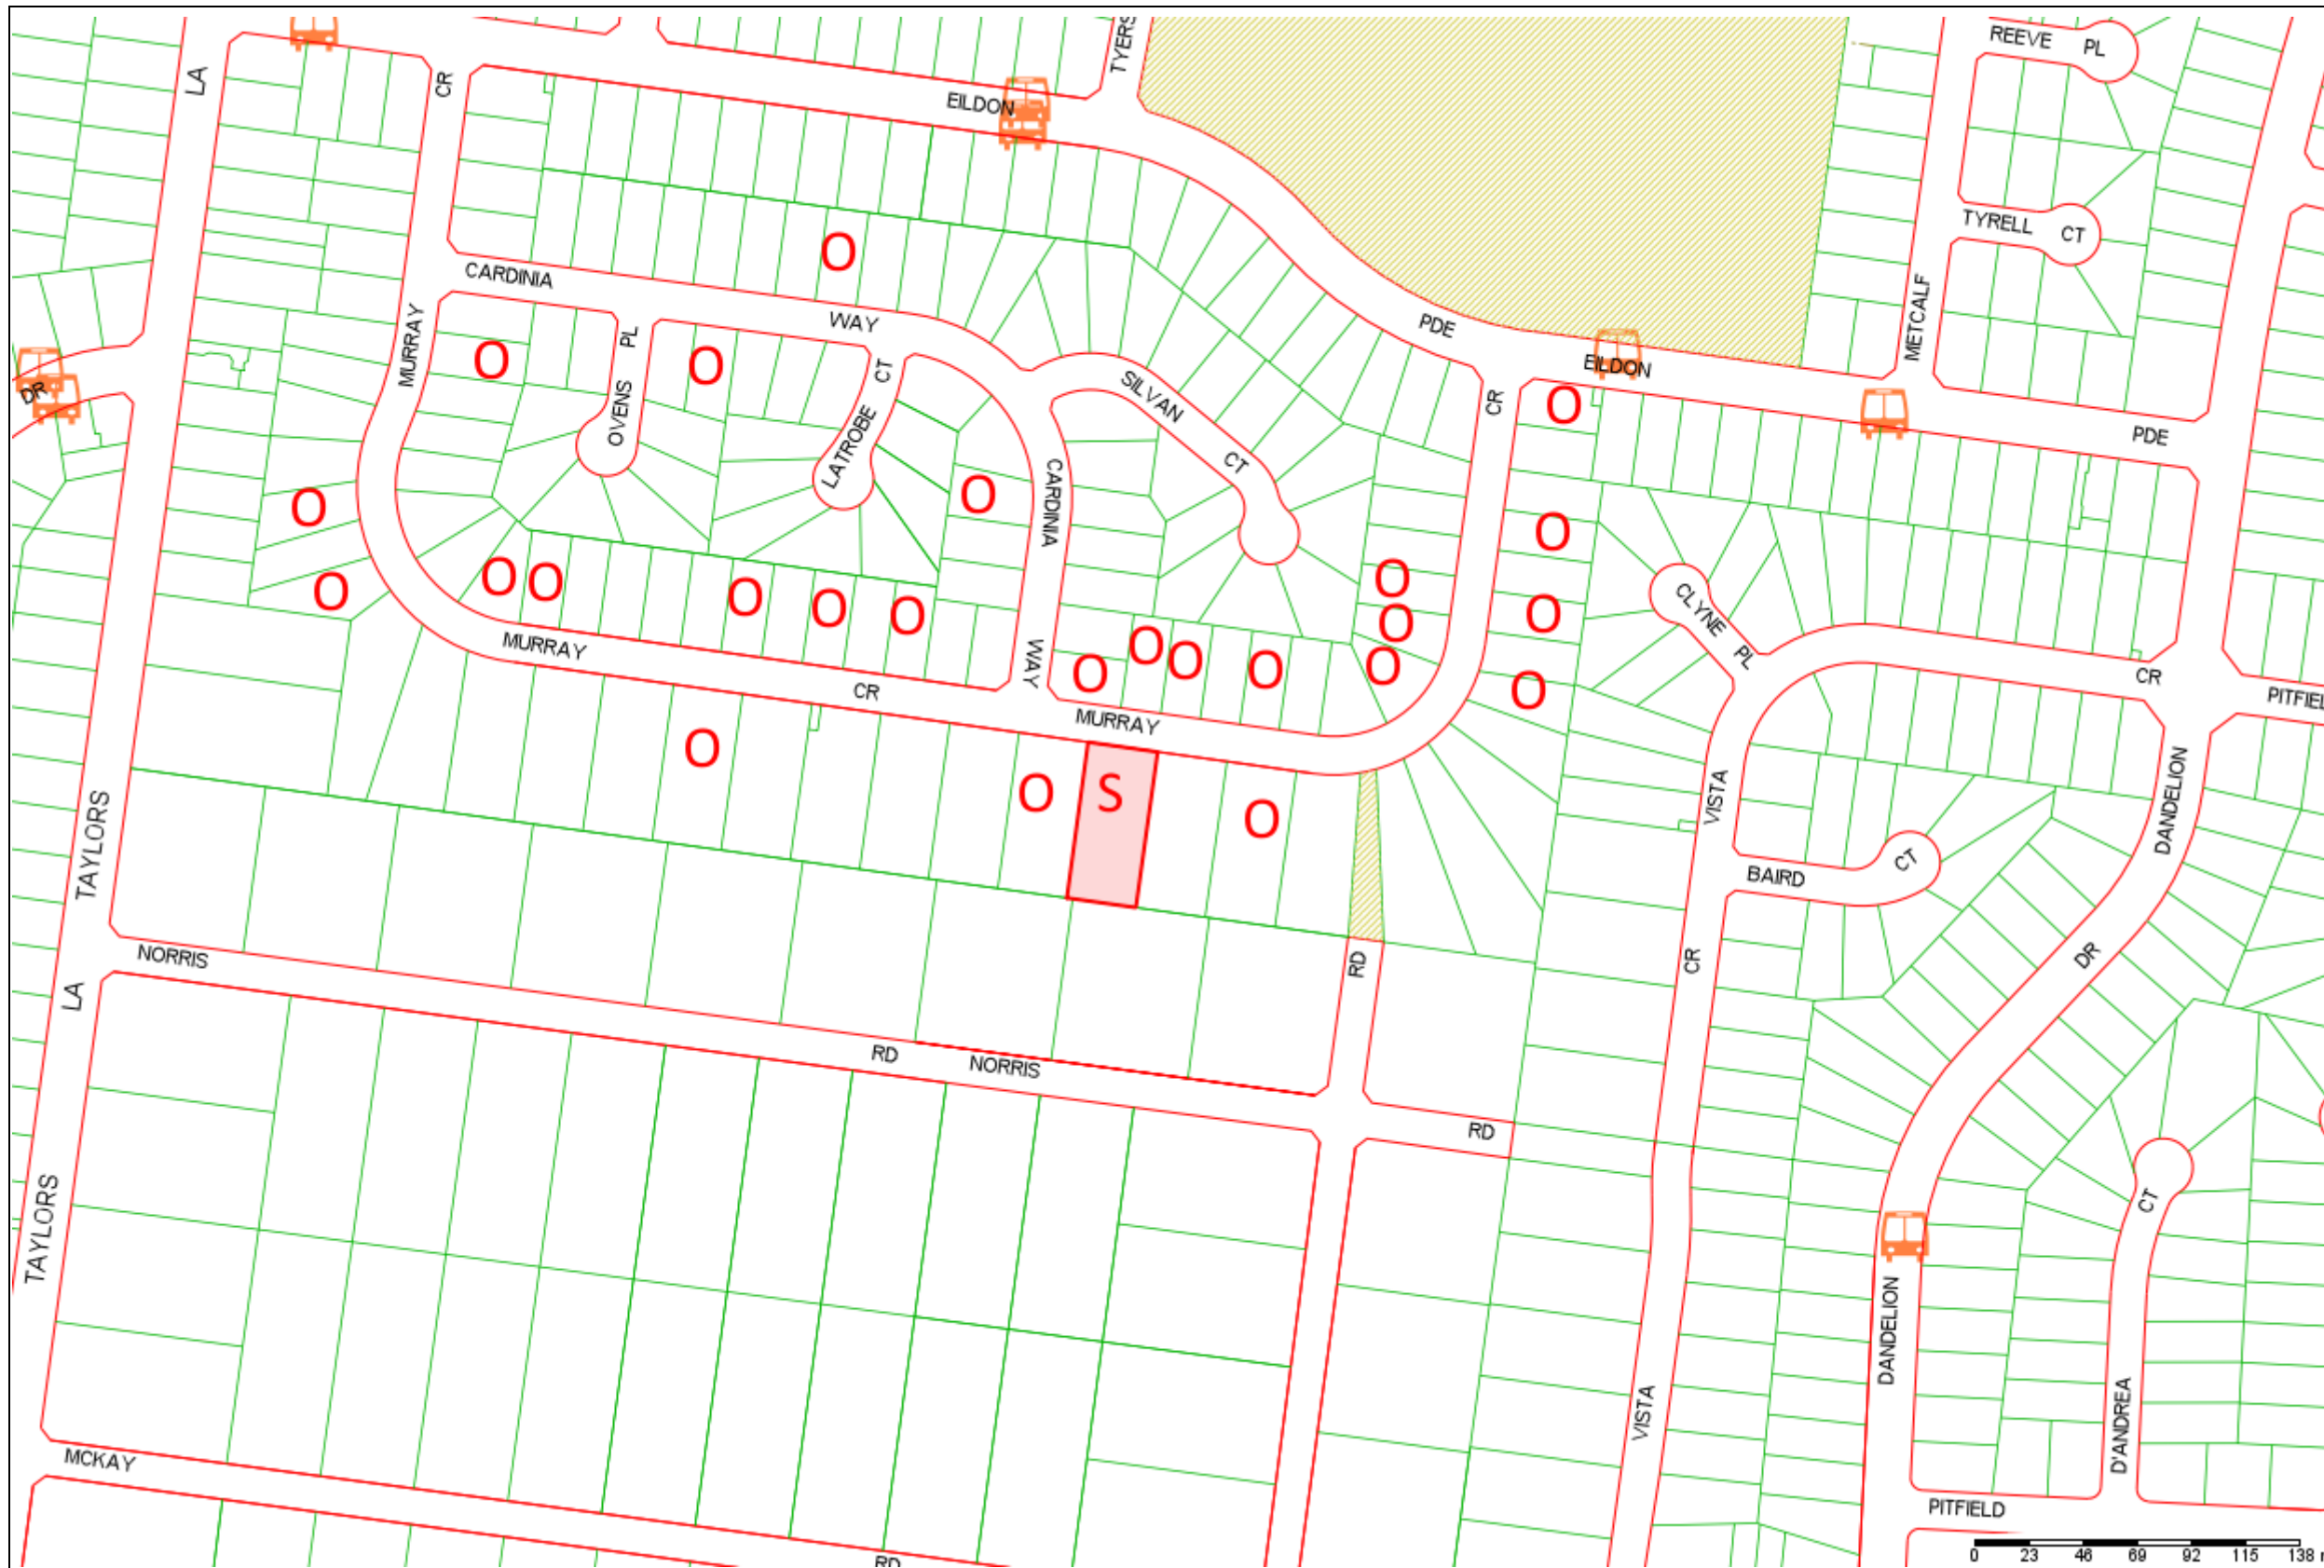 REEVE PL
TYERS
LA
CR
EILDON
TYRELL CT
O
CARDINIA
WAY
PDE
METCALF
MURRAY
PL
O
O
CT
EILDON
DR
SILVAN
CR
O
OVENS
LATROBE
PDE
CT
CARDINIA
O
O
O
O
O
O
O
CLYNE
O
O
O
O
O
O
O
MURRAY
WAY
O
O
O
O
O
PL
CR
O
CR
PITFIEL
MURRAY
O
O
S
O
VISTA
DANDELION
TAYLORS
BAIRD
CT
NORRIS
RD
CR
DR
LA
RD
NORRIS
RD
TAYLORS
CT
DANDELION
VISTA
D'ANDREA
MCKAY
PITFIELD
RD
0 23 46 69 92 115 139